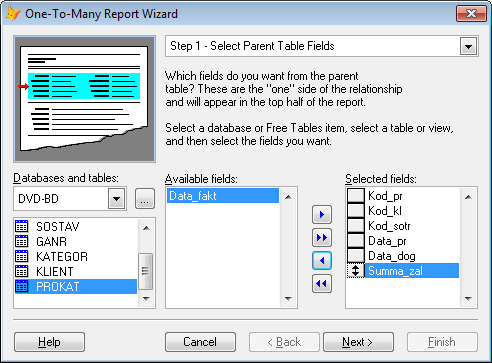 One-To-Many Report Wizard
Step 1 - Select Parent Table Fields
Which fields do you want from the parent
table? These are the "one" side of the relationship
and will appear in the top half of the report.
Select a database or Free Tables item, select a table or view,
and then select the fields you want.
Databases and tables:
DVD-BD
...
SOSTAV
GANR
KATEGOR
KLIENT
PROKAT
Available fields:
Data_fakt
Selected fields:
Kod_pr
Kod_kl
Kod_sotr
Data_pr
Data_dog
Summa_zal
Help
Cancel
< Back
Next >
Finish